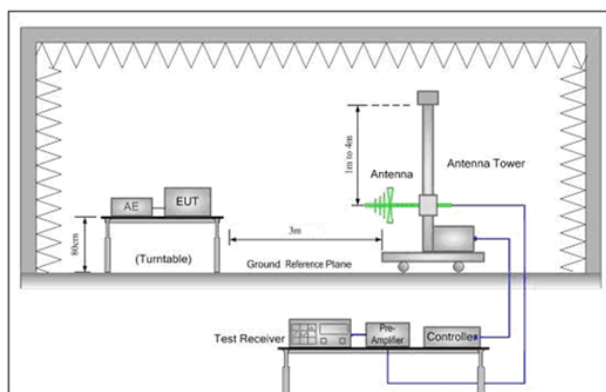 1m to 4m
Antenna
Antenna Tower
AE
EUT
80cm
(Turntable)
3m
Ground Reference Plane
Test Receiver
Pre-
Amplifier
Controller